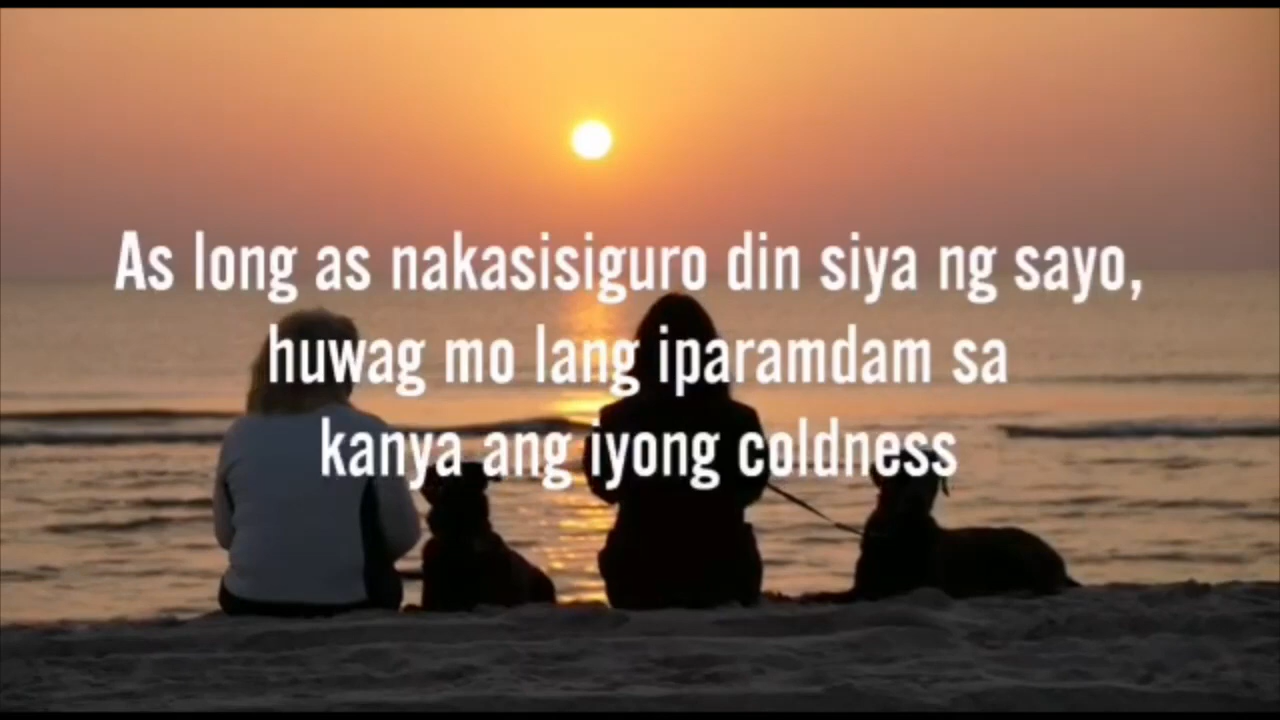 As long as nakasisiguro din siya ng sayo,
huwag mo lang iparamdam sa
kanya ang iyong coldness